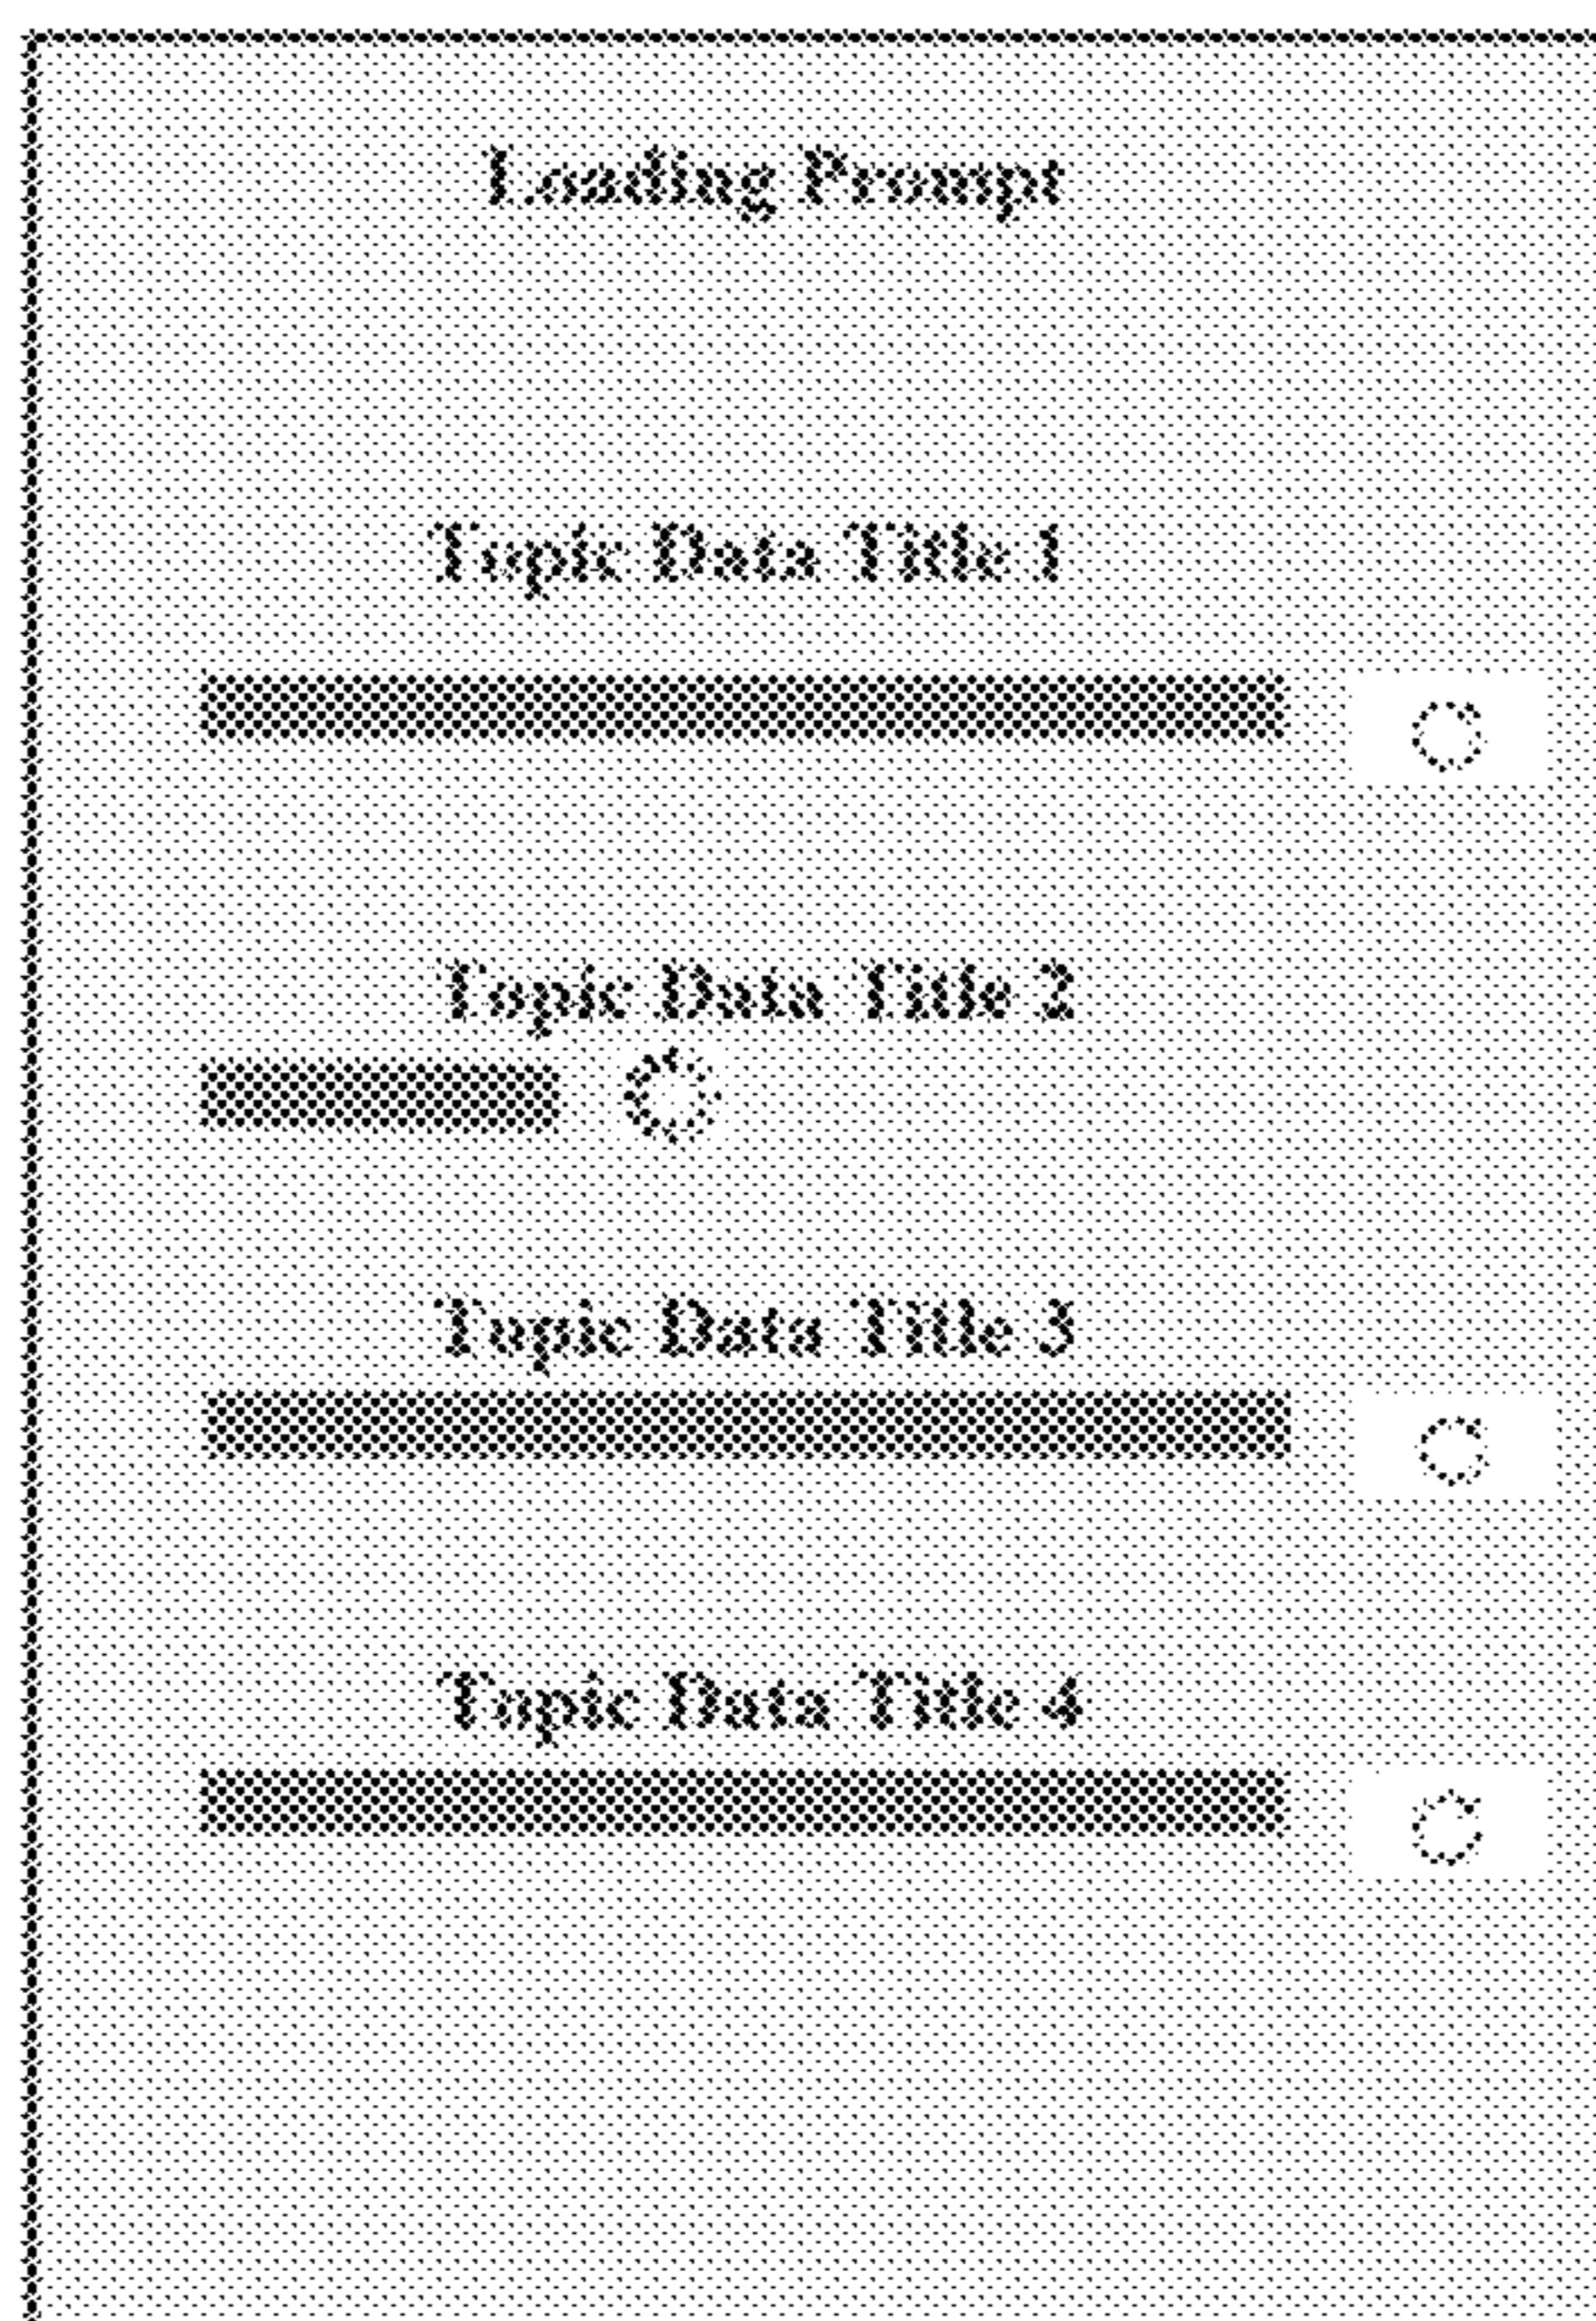 Loading Prompt
Topic Data Title 1
Topic Data Title 2
Topic Data Title 3
Topic Data Title 4